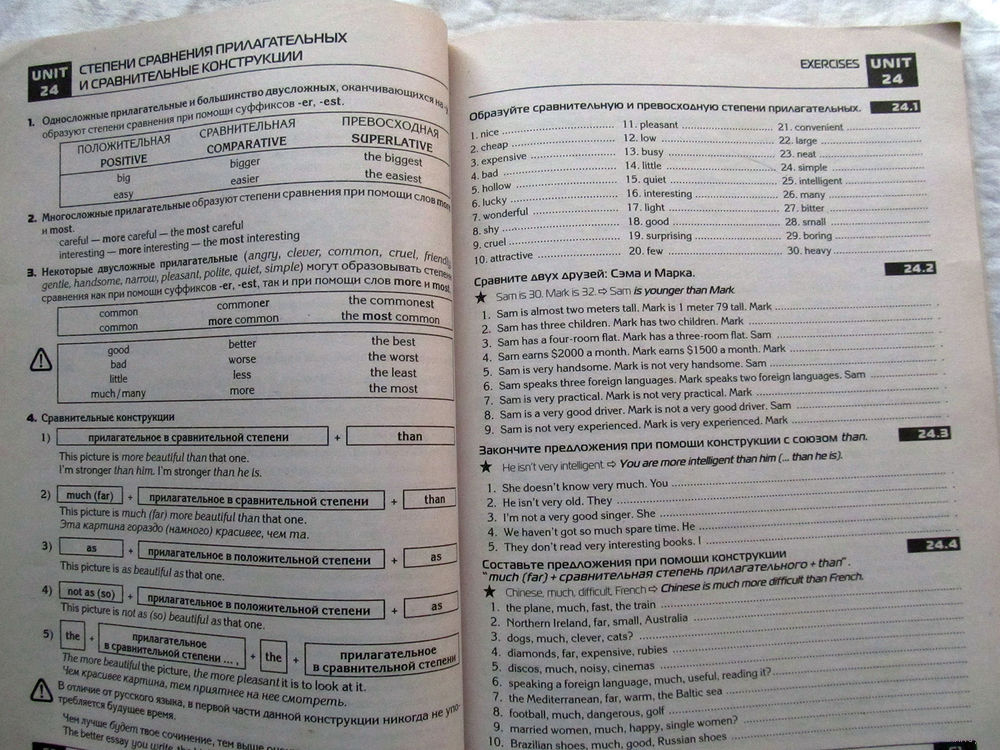 UNIT
24
СТЕПЕНИ СРАВНЕНИЯ ПРИЛАГАТЕЛЬНЫХ
И СРАВНИТЕЛЬНЫЕ КОНСТРУКЦИИ
1. Односложные прилагательные и большинство двусложных, оканчивающихся на -y
образуют степени сравнения при помощи суффиксов -er, -est.
ПОЛОЖИТЕЛЬНАЯ СРАВНИТЕЛЬНАЯ ПРЕВОСХОДНАЯ
POSITIVE COMPARATIVE SUPERLATIVE
big bigger the biggest
easy easier the easiest
2. Многосложные прилагательные образуют степени сравнения при помощи слов more
и most.
careful — more careful — the most careful
interesting — more interesting — the most interesting
3. Некоторые двусложные прилагательные (angry, clever, common, cruel, friendly
gentle, handsome, narrow, pleasant, polite, quiet, simple) могут образовывать степени
сравнения как при помощи суффиксов -er, -est, так и при помощи слов more и most.
common commoner the commonest
common more common the most common
good better the best
bad worse the worst
little less the least
much/many more the most
4. Сравнительные конструкции
1) прилагательное в сравнительной степени + than
This picture is more beautiful than that one.
I'm stronger than him. I'm stronger than he is.
2) much (far) + прилагательное в сравнительной степени + than
This picture is much (far) more beautiful than that one.
Эта картина гораздо (намного) красивее, чем та.
3) as + прилагательное в положительной степени + as
This picture is as beautiful as that one.
4) not as (so) + прилагательное в положительной степени + as
This picture is not as (so) beautiful as that one.
5) the + прилагательное в сравнительной степени ... , + the + прилагательное в сравнительной степени
The more beautiful the picture, the more pleasant it is to look at it.
Чем красивее картина, тем приятнее на нее смотреть.
В отличие от русского языка, в первой части данной конструкции никогда не упо-
требляется будущее время.
Чем лучше будет твое сочинение, тем выше
The better essay you write, the
EXERCISES UNIT
24
Образуйте сравнительную и превосходную степени прилагательных. 24.1
1. nice
2. cheap
3. expensive
4. bad
5. hollow
6. lucky
7. wonderful
8. shy
9. cruel
10. attractive
11. pleasant
12. low
13. busy
14. little
15. quiet
16. interesting
17. light
18. good
19. surprising
20. few
21. convenient
22. large
23. neat
24. simple
25. intelligent
26. many
27. bitter
28. small
29. boring
30. heavy
24.2
Сравните двух друзей: Сэма и Марка.
Sam is 30. Mark is 32. ⇨ Sam is younger than Mark.
1. Sam is almost two meters tall. Mark is 1 meter 79 tall. Mark
2. Sam has three children. Mark has two children. Mark
3. Sam has a four-room flat. Mark has a three-room flat. Sam
4. Sam earns $2000 a month. Mark earns $1500 a month. Mark
5. Sam is very handsome. Mark is not very handsome. Sam
6. Sam speaks three foreign languages. Mark speaks two foreign languages. Sam
7. Sam is very practical. Mark is not very practical. Mark
8. Sam is a very good driver. Mark is not a very good driver. Sam
9. Sam is not very experienced. Mark is very experienced. Mark
24.3
Закончите предложения при помощи конструкции с союзом than.
He isn't very intelligent ⇨ You are more intelligent than him (... than he is).
1. She doesn't know very much. You
2. He isn't very old. They
3. I'm not a very good singer. She
4. We haven't got so much spare time. He
5. They don't read very interesting books. I
24.4
Составьте предложения при помощи конструкции
"much (far) + сравнительная степень прилагательного + than".
Chinese, much, difficult, French ⇨ Chinese is much more difficult than French.
1. the plane, much, fast, the train
2. Northern Ireland, far, small, Australia
3. dogs, much, clever, cats?
4. diamonds, far, expensive, rubies
5. discos, much, noisy, cinemas
6. speaking a foreign language, much, useful, reading it?
7. the Mediterranean, far, warm, the Baltic sea
8. football, much, dangerous, golf
9. married women, much, happy, single women?
10. Brazilian shoes, much, good, Russian shoes